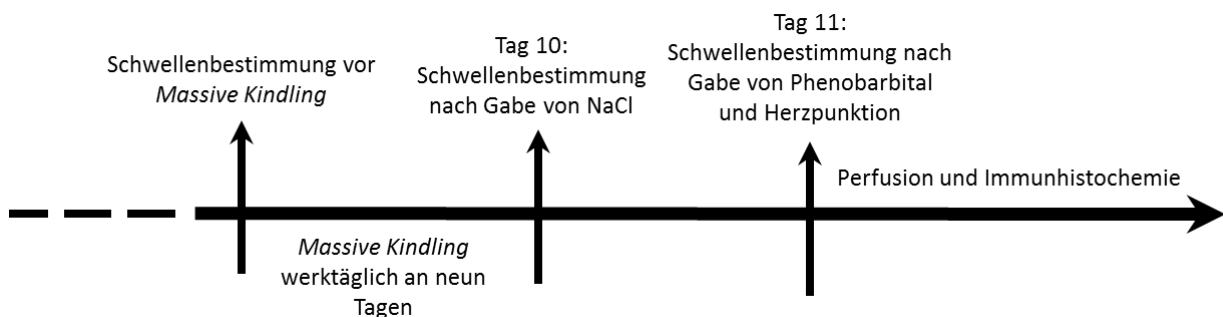 Schwellenbestimmung vor
Massive Kindling
Tag 10:
Schwellenbestimmung
nach Gabe von NaCl
Tag 11:
Schwellenbestimmung nach
Gabe von Phenobarbital
und Herzpunktion
Perfusion und Immunhistochemie
Massive Kindling
werktäglich an neun
Tagen